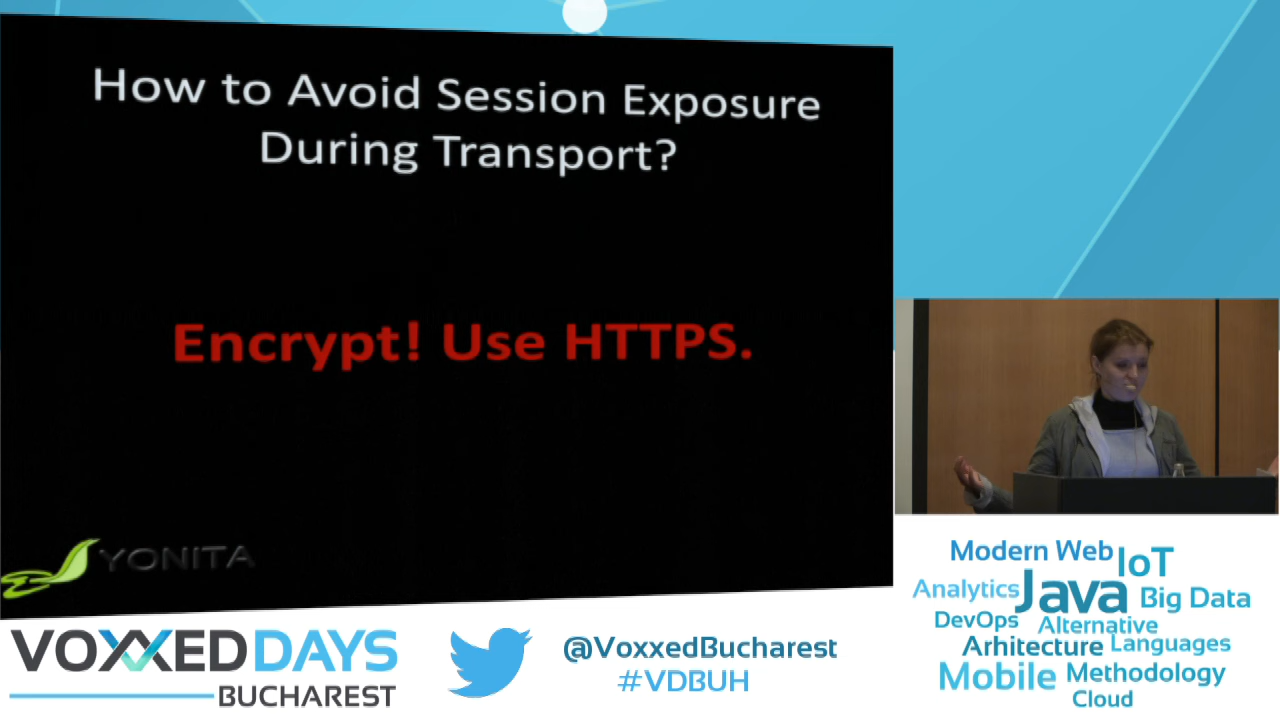 How to Avoid Session Exposure
During Transport?
Encrypt! Use HTTPS.
YONITA
VOXXED DAYS
BUCHAREST
@VoxxedBucharest
#VDBUH
Modern Web IoT
Analytics Java Big Data
DevOps Alternative
Arhitecture Languages
Mobile Methodology
Cloud